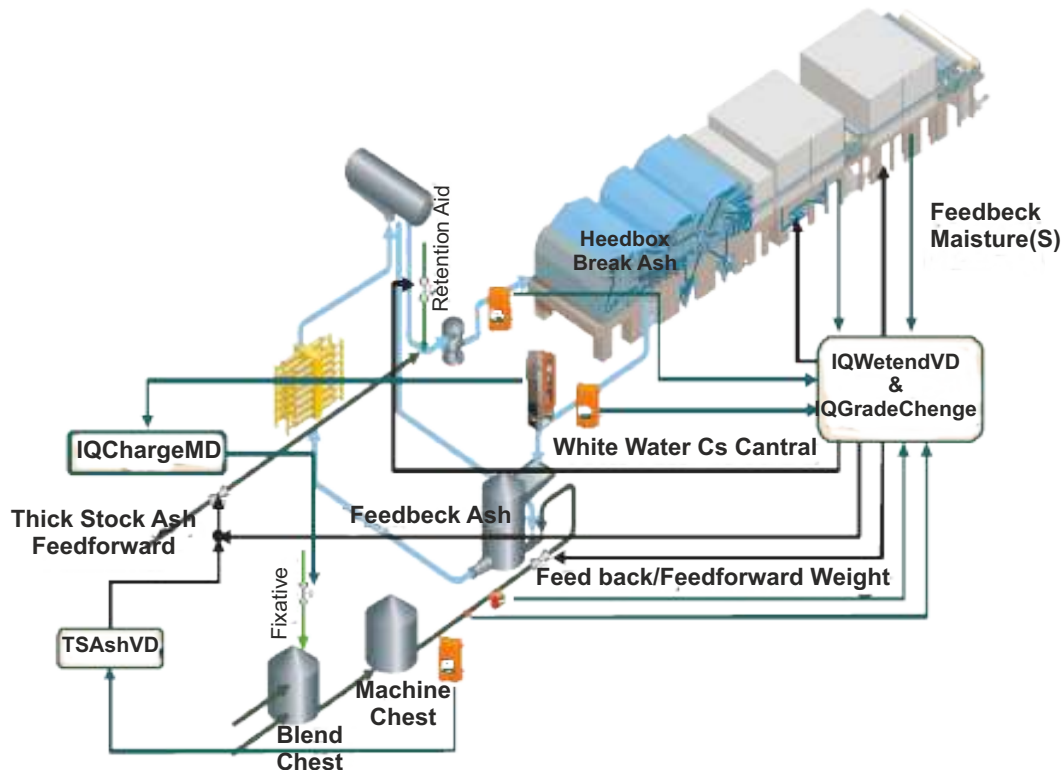 Retention Aid
Heedbox
Break Ash
Feedbeck
Maisture(S)
IQWetendVD
&
IQGradeChenge
IQChargeMD
White Water Cs Cantral
Thick Stock Ash
Feedforward
Feedbeck Ash
Feed back/Feedforward Weight
Fixative
TSAshVD
Machine
Chest
Blend
Chest